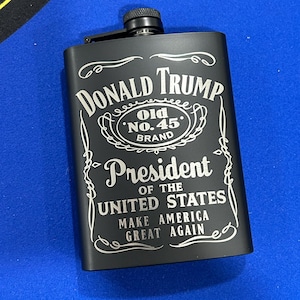 DONALD TRUMP
Old
"No. 45"
BRAND
President
OF THE
UNITED STATES
MAKE AMERICA
GREAT AGAIN